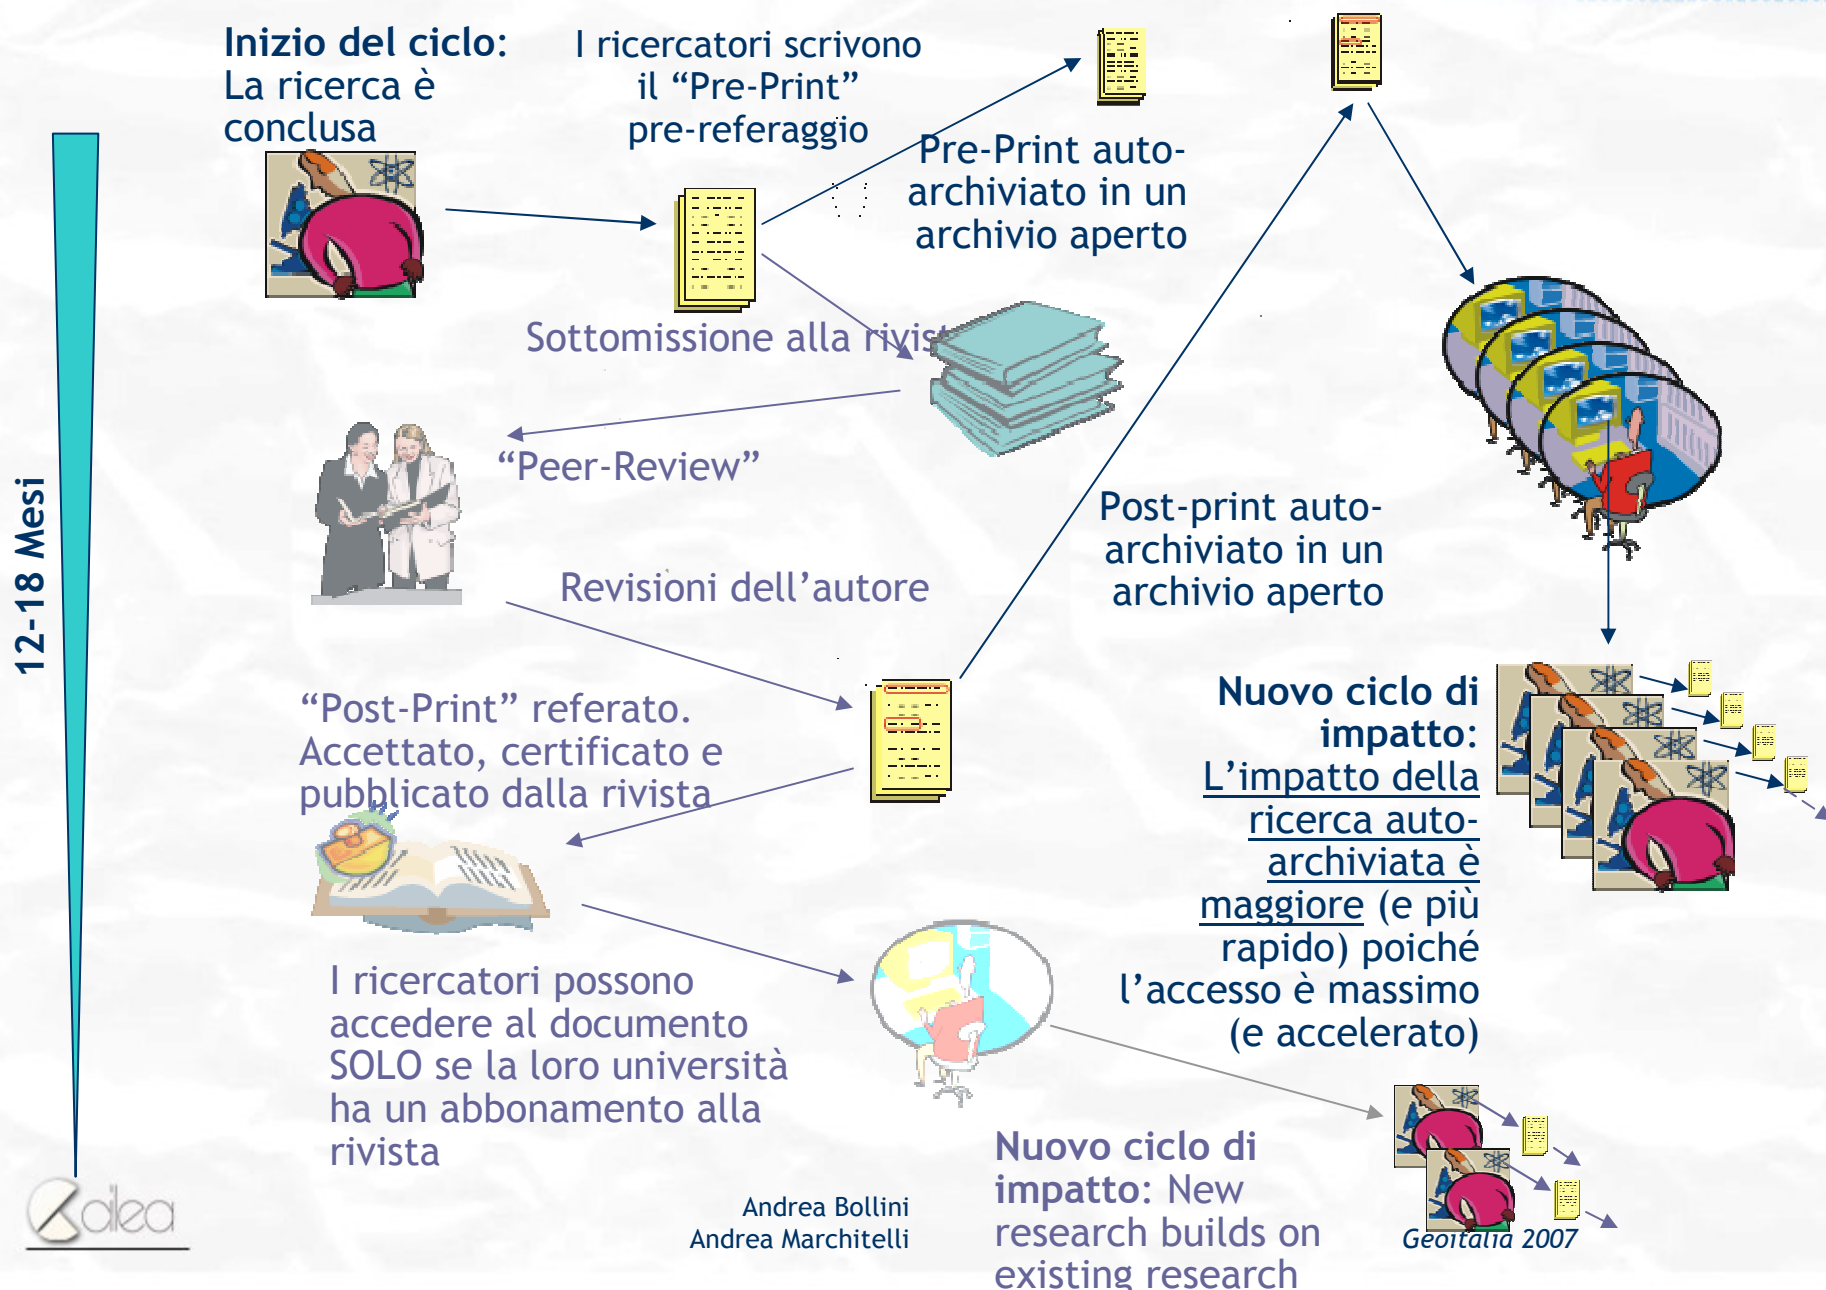 Inizio del ciclo:
La ricerca è
conclusa
I ricercatori scrivono
il “Pre-Print”
pre-referaggio
Pre-Print auto-
archiviato in un
archivio aperto
Sottomissione alla rivista
“Peer-Review”
12-18 Mesi
Revisioni dell’autore
Post-print auto-
archiviato in un
archivio aperto
“Post-Print” referato.
Accettato, certificato e
pubblicato dalla rivista
Nuovo ciclo di
impatto:
L’impatto della
ricerca auto-
archiviata è
maggiore (e più
rapido) poiché
l’accesso è massimo
(e accelerato)
I ricercatori possono
accedere al documento
SOLO se la loro università
ha un abbonamento alla
rivista
Nuovo ciclo di
impatto: New
research builds on
existing research
cilea
Andrea Bollini
Andrea Marchitelli
Geoitalia 2007